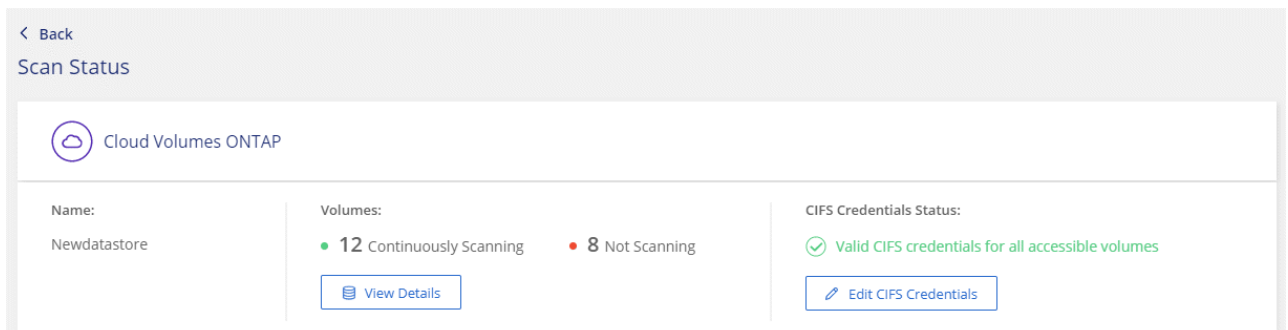 Back
Scan Status
Cloud Volumes ONTAP
Name:
Newdatastore
Volumes:
12 Continuously Scanning
8 Not Scanning
View Details
CIFS Credentials Status:
Valid CIFS credentials for all accessible volumes
Edit CIFS Credentials